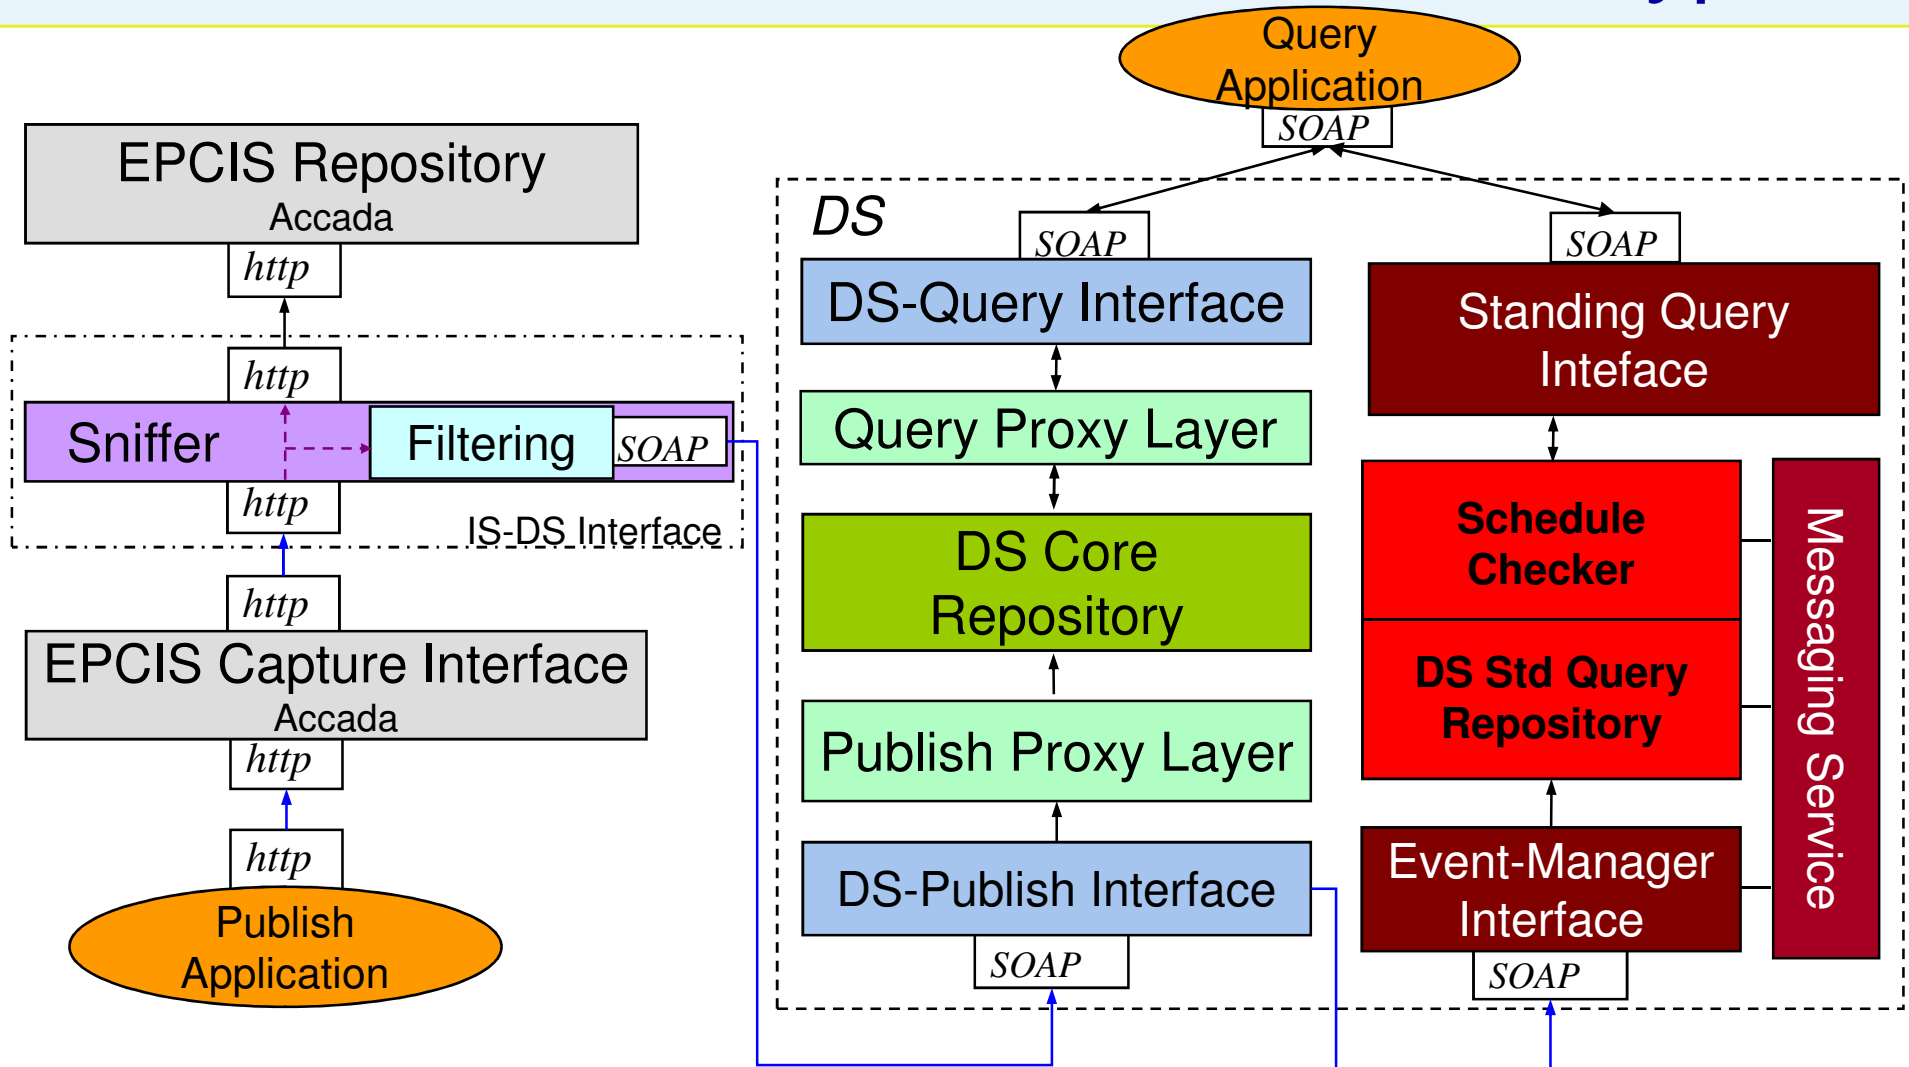 Query
Application
SOAP
EPCIS Repository
Accada
http
http
Sniffer
Filtering
SOAP
http
IS-DS Interface
http
EPCIS Capture Interface
Accada
http
http
Publish
Application
DS
SOAP
DS-Query Interface
Query Proxy Layer
DS Core
Repository
Publish Proxy Layer
DS-Publish Interface
SOAP
SOAP
Standing Query
Inteface
Schedule
Checker
DS Std Query
Repository
Event-Manager
Interface
SOAP
Messaging Service